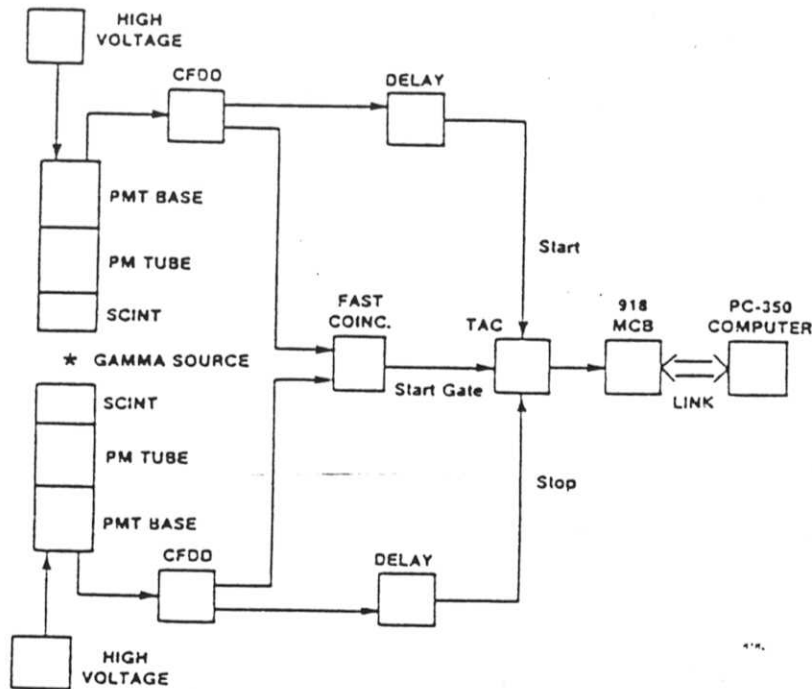 HIGH
VOLTAGE
CFDD
DELAY
PMT BASE
PM TUBE
SCINT
Start
FAST
COINC.
TAC
918
MCB
PC-350
COMPUTER
* GAMMA SOURCE
Start Gate
LINK
SCINT
PM TUBE
PMT BASE
Stop
CFDD
DELAY
HIGH
VOLTAGE